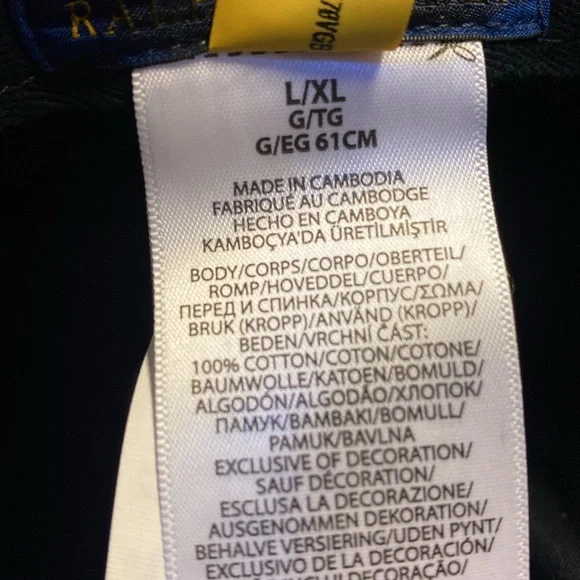 L/XL
G/TG
G/EG 61CM
MADE IN CAMBODIA
FABRIQUÉ AU CAMBODGE
HECHO EN CAMBOYA
KAMBOÇYA'DA ÜRETİLMİŞTİR
BODY/CORPS/CORPO/OBERTEIL/
ROMP/HOVEDDEL/CUERPO/
ПЕРЕД И СПИНКА/КОРПУС/ΣΩΜΑ/
BRUK (KROPP)/ANVÄND (KROPP)/
BEDEN/VRCHNÍ ČÁST:
100% COTTON/COTON/COTONE/
BAUMWOLLE/KATOEN/BOMULD/
ALGODÓN/ALGODÃO/ХЛОПОК/
ПАМУК/BAMBAKI/BOMULL/
PAMUK/BAVLNA
EXCLUSIVE OF DECORATION/
SAUF DÉCORATION/
ESCLUSA LA DECORAZIONE/
AUSGENOMMEN DEKORATION/
BEHALVE VERSIERING/UDEN PYNT/
EXCLUSIVO DE LA DECORACIÓN/